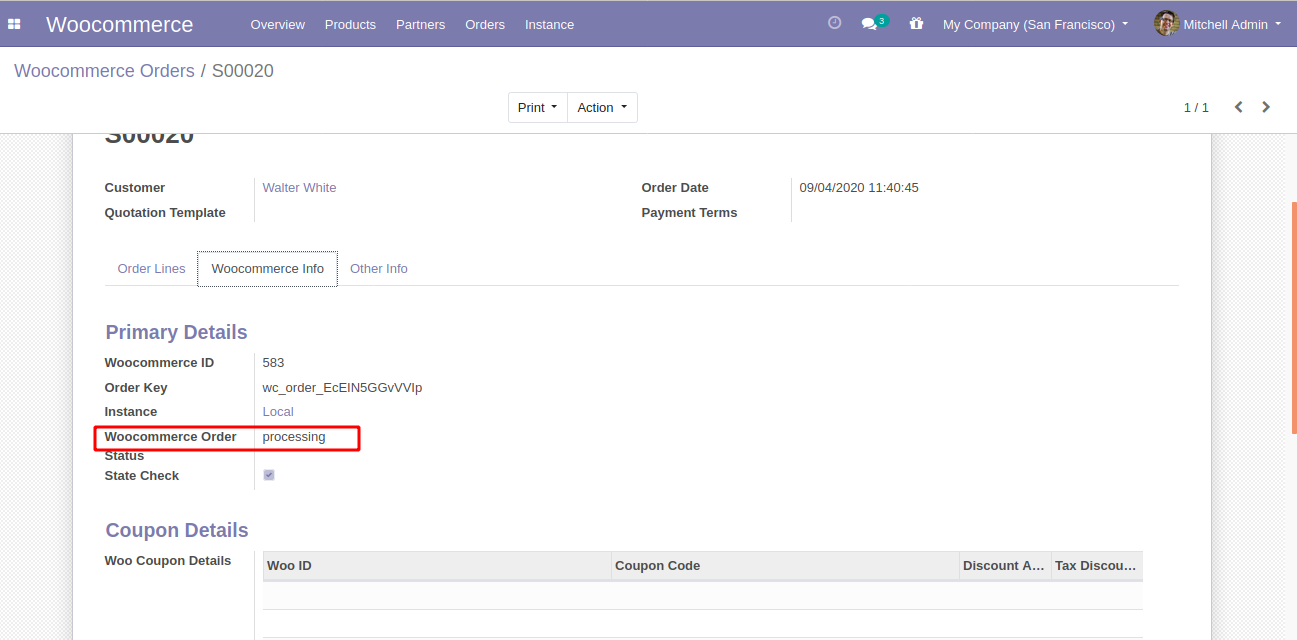 Woocommerce Overview Products Partners Orders Instance 3 My Company (San Francisco) Mitchell Admin
Woocommerce Orders / S00020
Print Action 1 / 1
S00020
Customer Walter White Order Date 09/04/2020 11:40:45
Quotation Template Payment Terms
Order Lines Woocommerce Info Other Info
Primary Details
Woocommerce ID 583
Order Key wc_order_EcEIN5GGvVVIp
Instance Local
Woocommerce Order processing
Status
State Check
Coupon Details
Woo Coupon Details Woo ID Coupon Code Discount A... Tax Discou...